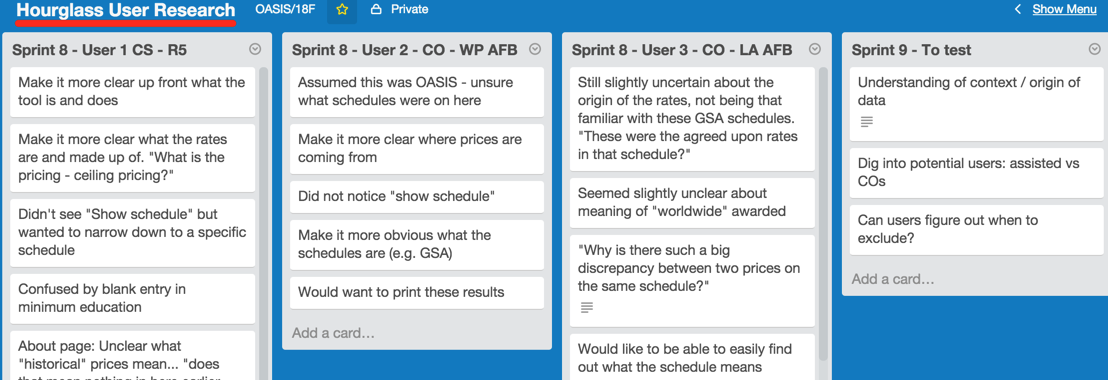 Hourglass User Research
OASIS/18F
Private
Show Menu
Sprint 8 - User 1 CS - R5
Make it more clear up front what the
tool is and does
Make it more clear what the rates
are and made up of. "What is the
pricing - ceiling pricing?"
Didn't see "Show schedule" but
wanted to narrow down to a specific
schedule
Confused by blank entry in
minimum education
About page: Unclear what
"historical" prices mean... "does
that mean nothing in here earlier
Sprint 8 - User 2 - CO - WP AFB
Assumed this was OASIS - unsure
what schedules were on here
Make it more clear where prices are
coming from
Did not notice "show schedule"
Make it more obvious what the
schedules are (e.g. GSA)
Would want to print these results
Add a card…
Sprint 8 - User 3 - CO - LA AFB
Still slightly uncertain about the
origin of the rates, not being that
familiar with these GSA schedules.
"These were the agreed upon rates
in that schedule?"
Seemed slightly unclear about
meaning of "worldwide" awarded
"Why is there such a big
discrepancy between two prices on
the same schedule?"
Would like to be able to easily find
out what the schedule means
Sprint 9 - To test
Understanding of context / origin of
data
Dig into potential users: assisted vs
COs
Can users figure out when to
exclude?
Add a card…